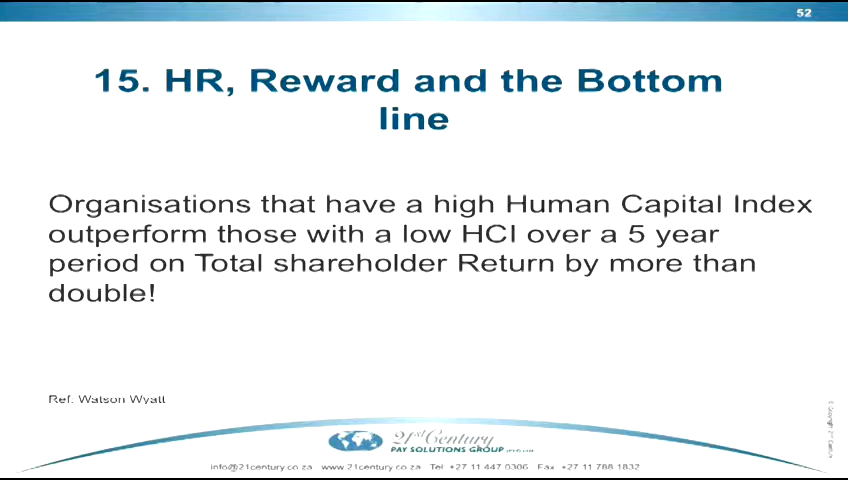 52
15. HR, Reward and the Bottom
line
Organisations that have a high Human Capital Index
outperform those with a low HCI over a 5 year
period on Total shareholder Return by more than
double!
Ref. Watson Wyatt
21st Century
PAY SOLUTIONS GROUP (PTY) LTD
info@21century.co.za www.21century.co.za Tel +27 11 447 0306 Fax +27 11 788 1832
© Copyright 21st Century